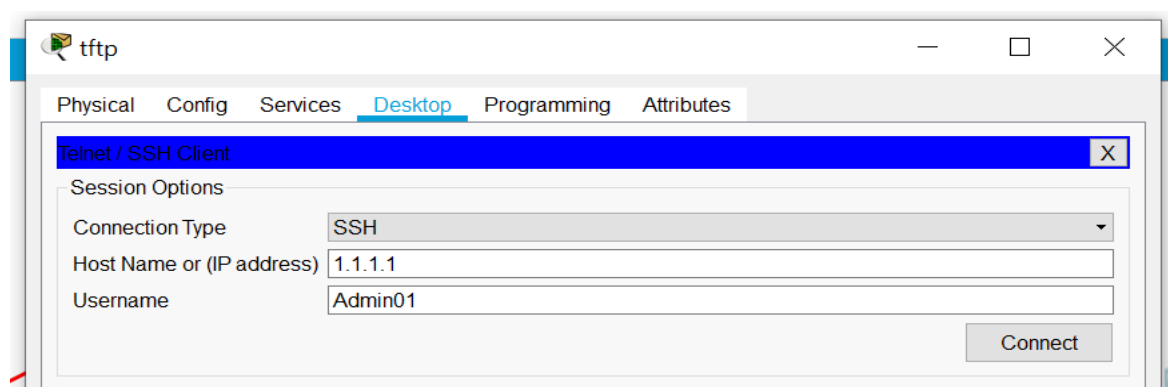 tftp
Physical Config Services Desktop Programming Attributes
Telnet / SSH Client X
Session Options
Connection Type SSH
Host Name or (IP address) 1.1.1.1
Username Admin01
Connect